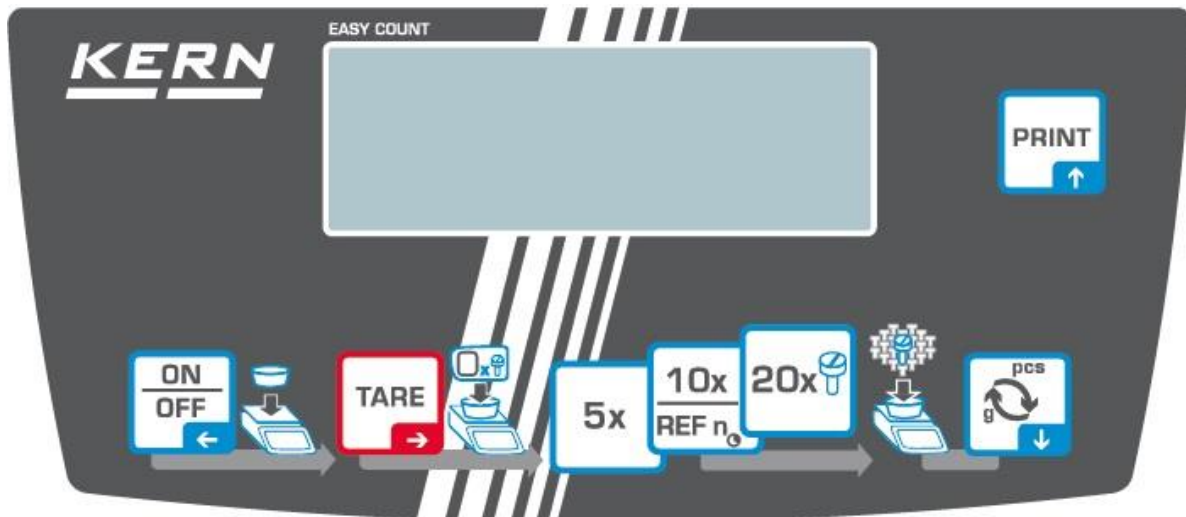 EASY COUNT
KERN
PRINT
ON
OFF
TARE
x
5x
10x
REF n
20x
pcs
g